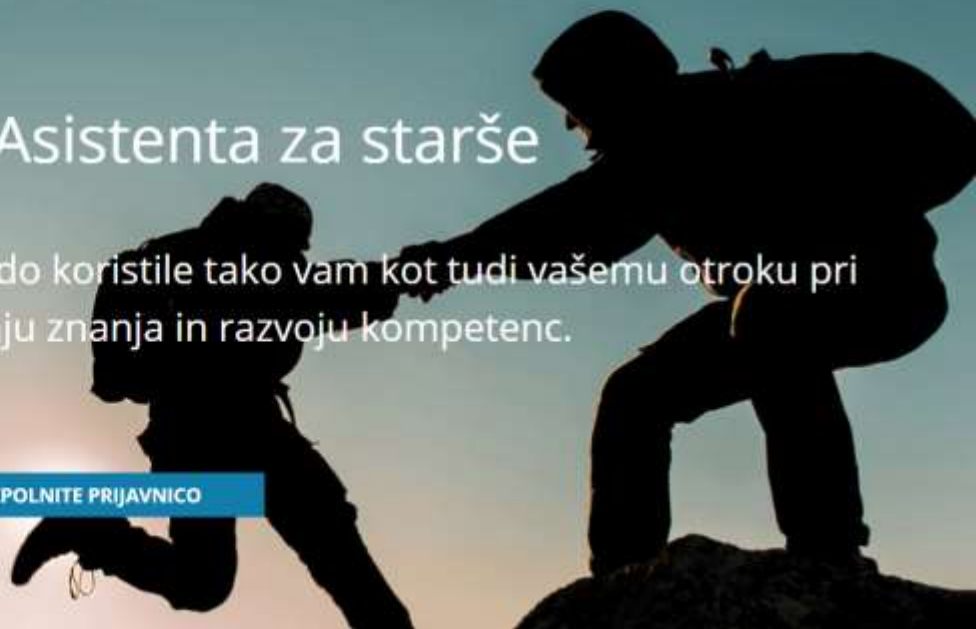 Asistenta za starše
do koristile tako vam kot tudi vašemu otroku pri
ju znanja in razvoju kompetenc.
POLNITE PRIJAVNICO